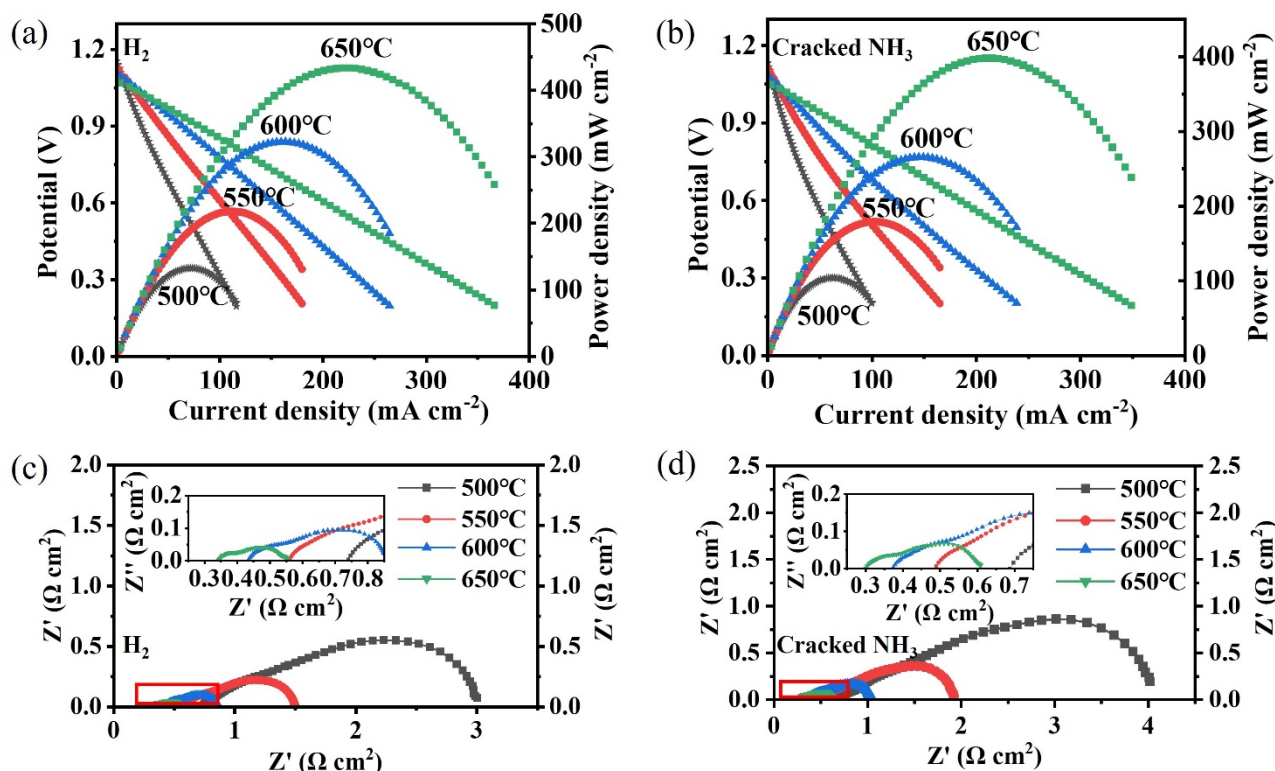 (a)
H₂
650°C
600°C
550°C
500°C
Potential (V)
1.2
0.9
0.6
0.3
0.0
Power density (mW cm⁻²)
500
400
300
200
100
0
0 100 200 300 400
Current density (mA cm⁻²)
(b)
Cracked NH₃
650°C
600°C
550°C
500°C
Potential (V)
1.2
0.9
0.6
0.3
0.0
Power density (mW cm⁻²)
500
400
300
200
100
0
0 100 200 300 400
Current density (mA cm⁻²)
(c)
H₂
500°C
550°C
600°C
650°C
Z' (Ω cm²)
2.0
1.5
1.0
0.5
0.0
Z' (Ω cm²)
2.0
1.5
1.0
0.5
0.0
Z'' (Ω cm²)
0.2
0.1
0.0
0.3 0.4 0.5 0.6 0.7 0.8
Z' (Ω cm²)
1 2 3
Z' (Ω cm²)
(d)
Cracked NH₃
500°C
550°C
600°C
650°C
Z' (Ω cm²)
2.5
2.0
1.5
1.0
0.5
0.0
Z' (Ω cm²)
2.5
2.0
1.5
1.0
0.5
0.0
Z'' (Ω cm²)
0.2
0.1
0.0
0.3 0.4 0.5 0.6 0.7
Z' (Ω cm²)
1 2 3 4
Z' (Ω cm²)